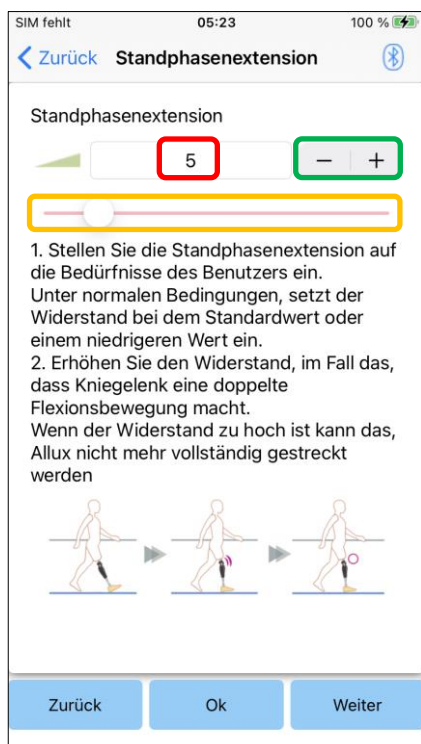 SIM fehlt 05:23 100 %
Zurück Standphasenextension
Standphasenextension
5 − +
1. Stellen Sie die Standphasenextension auf
die Bedürfnisse des Benutzers ein.
Unter normalen Bedingungen, setzt der
Widerstand bei dem Standardwert oder
einem niedrigeren Wert ein.
2. Erhöhen Sie den Widerstand, im Fall das,
dass Kniegelenk eine doppelte
Flexionsbewegung macht.
Wenn der Widerstand zu hoch ist kann das,
Allux nicht mehr vollständig gestreckt
werden
Zurück Ok Weiter